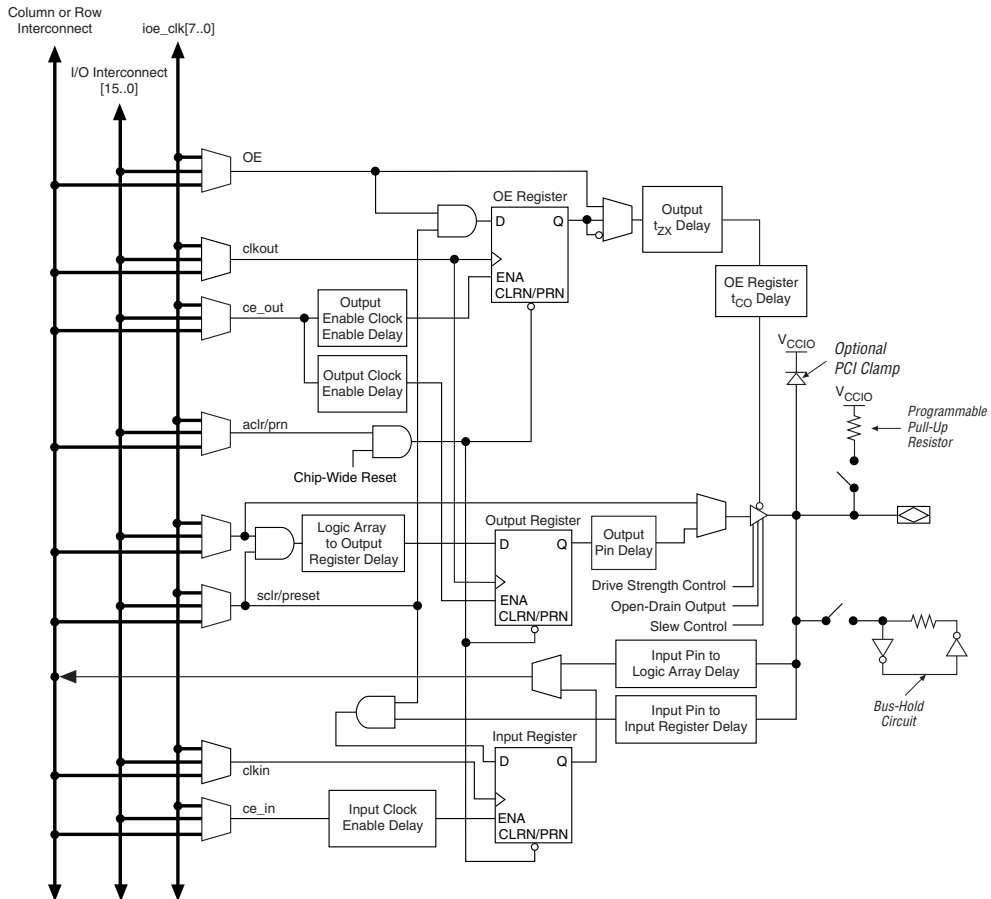 Column or Row
Interconnect
ioe_clk[7..0]
I/O Interconnect
[15..0]
OE
OE Register
D
Q
Output
tZX Delay
clkout
ENA
CLRN/PRN
OE Register
tCO Delay
ce_out
Output
Enable Clock
Enable Delay
VCCIO
Optional
PCI Clamp
Output Clock
Enable Delay
VCCIO
Programmable
Pull-Up
Resistor
aclr/prn
Chip-Wide Reset
Output Register
Logic Array
to Output
Register Delay
D
Q
Output
Pin Delay
sclr/preset
ENA
CLRN/PRN
Drive Strength Control
Open-Drain Output
Slew Control
Input Pin to
Logic Array Delay
Input Pin to
Input Register Delay
Bus-Hold
Circuit
Input Register
D
Q
clkin
ce_in
Input Clock
Enable Delay
ENA
CLRN/PRN